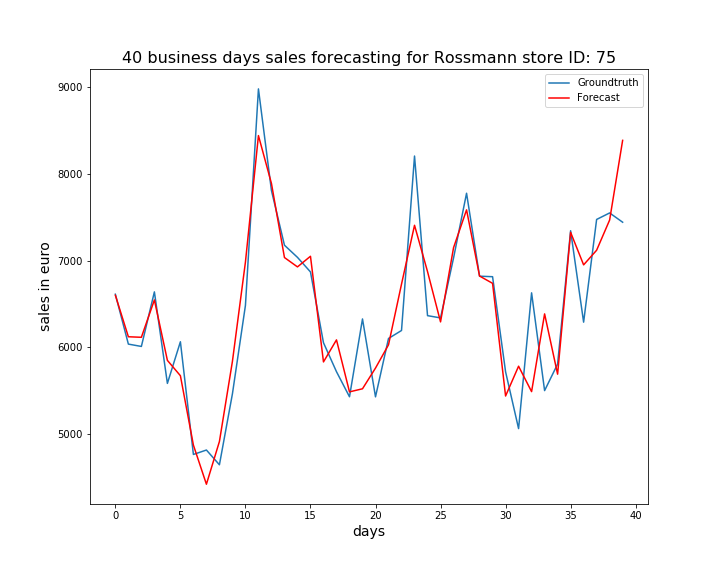 40 business days sales forecasting for Rossmann store ID: 75
Groundtruth
Forecast
9000
8000
7000
6000
5000
sales in euro
0 5 10 15 20 25 30 35 40
days